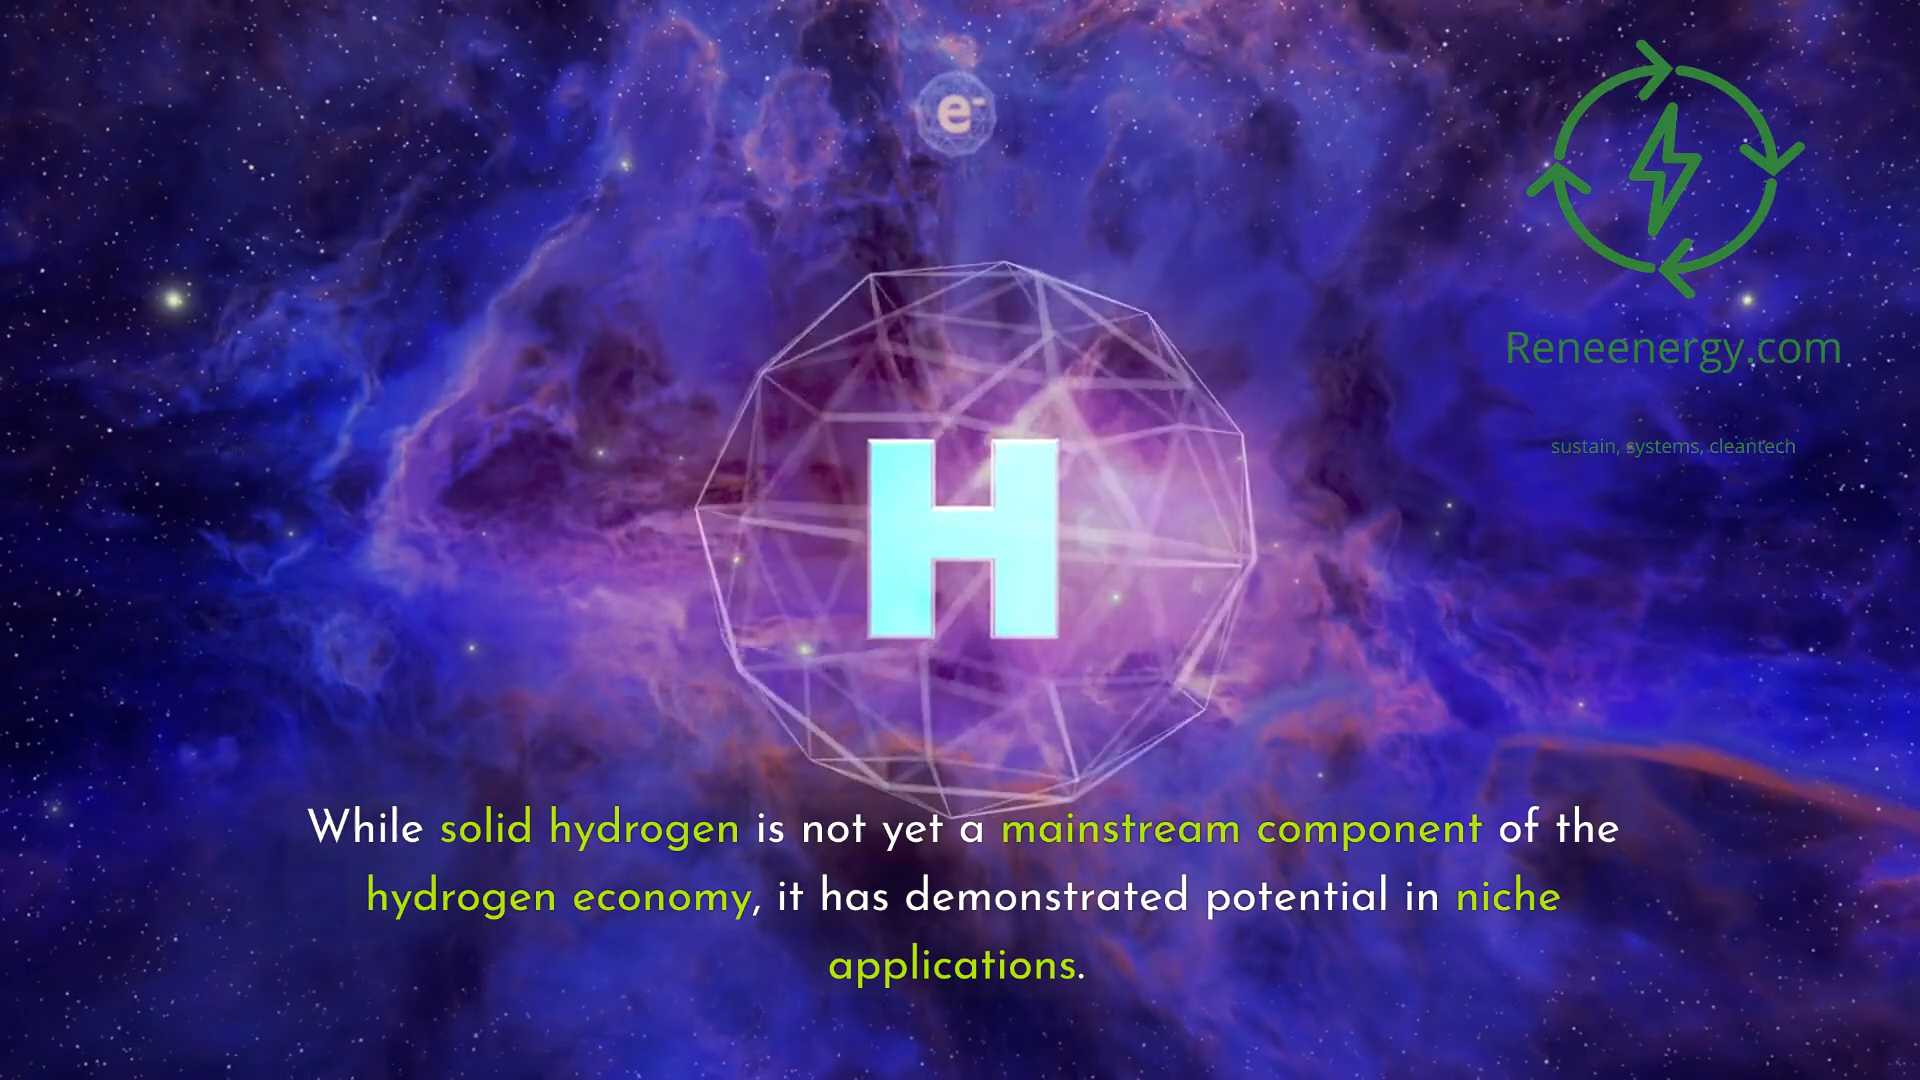 e-
Reneenergy.com
sustain, systems, cleantech
H
While solid hydrogen is not yet a mainstream component of the
hydrogen economy, it has demonstrated potential in niche
applications.